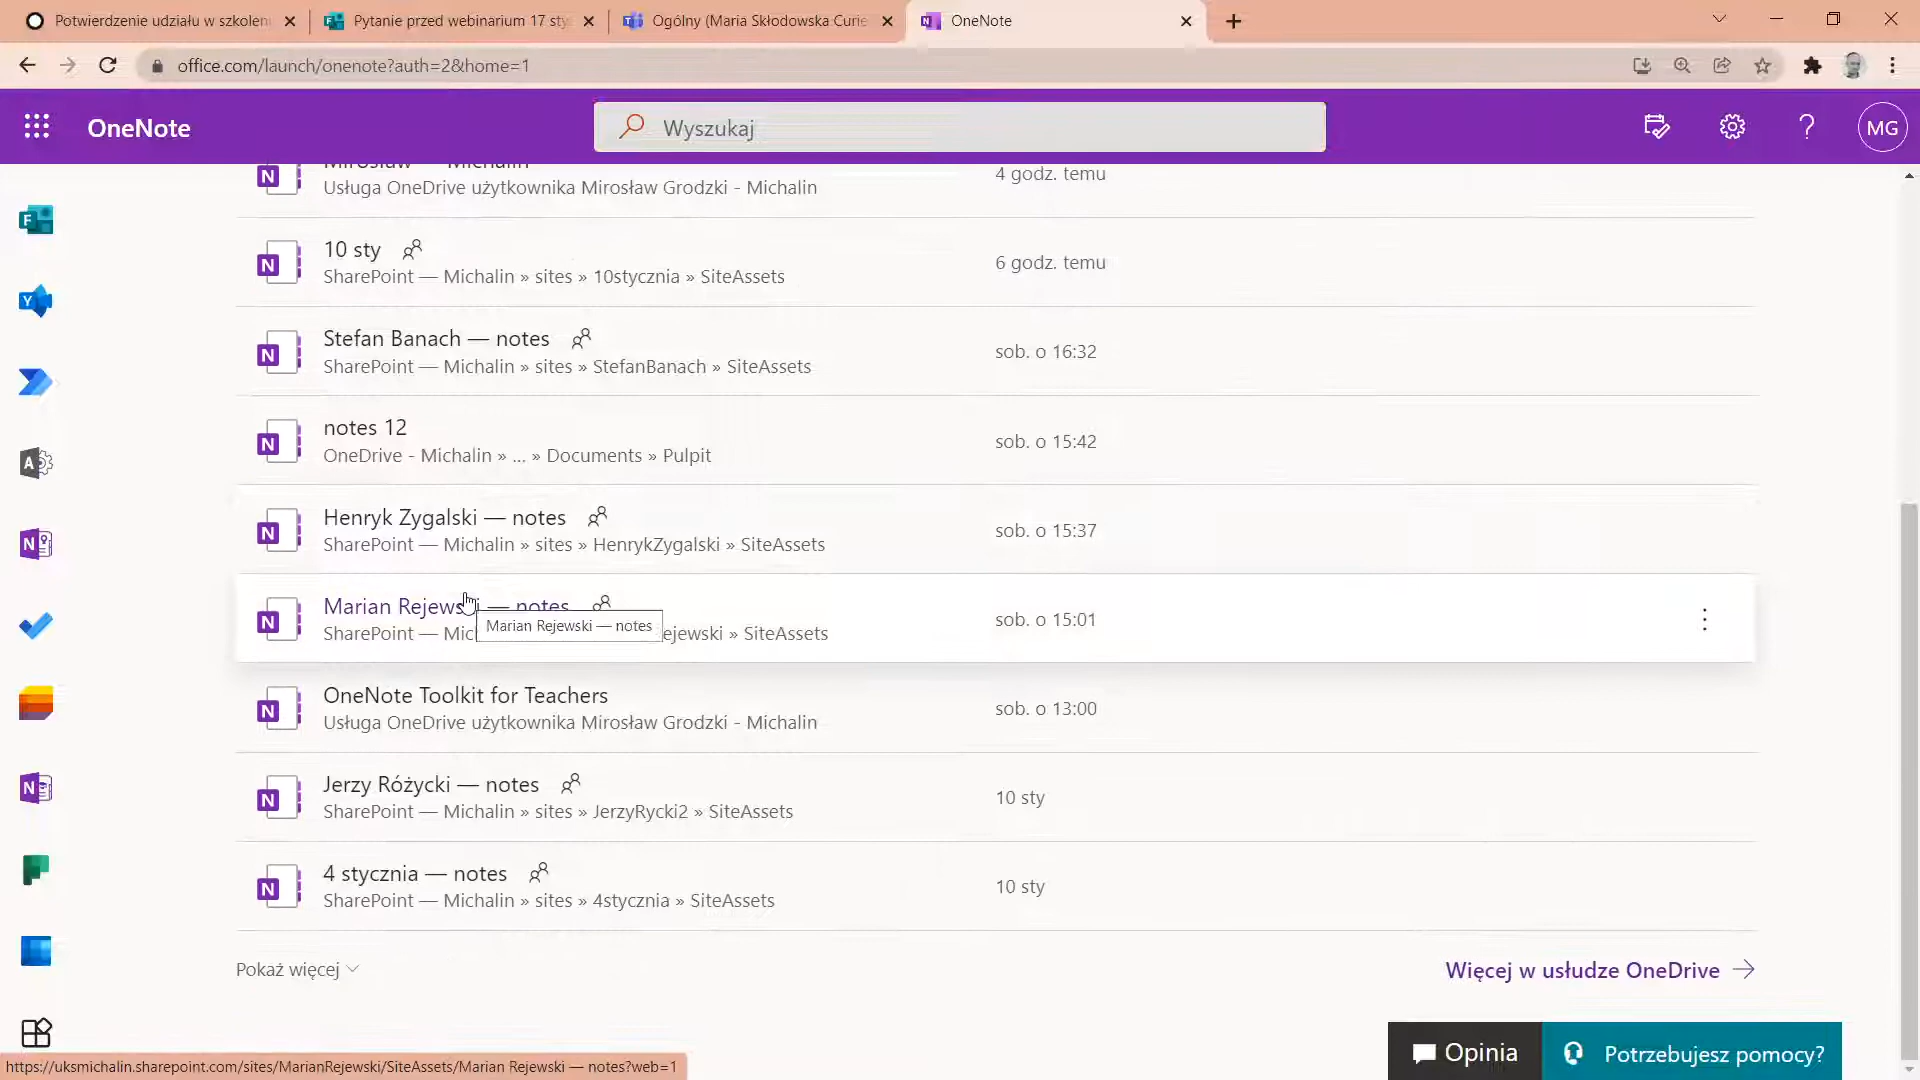 Potwierdzenie udziału w szkoleni
Pytanie przed webinarium 17 sty
Ogólny (Maria Skłodowska Curie
OneNote
office.com/launch/onenote?auth=2&home=1
OneNote
Wyszukaj
MG
Mirosław — Michalin
Usługa OneDrive użytkownika Mirosław Grodzki - Michalin
4 godz. temu
10 sty
SharePoint — Michalin » sites » 10stycznia » SiteAssets
6 godz. temu
Stefan Banach — notes
SharePoint — Michalin » sites » StefanBanach » SiteAssets
sob. o 16:32
notes 12
OneDrive - Michalin » ... » Documents » Pulpit
sob. o 15:42
Henryk Zygalski — notes
SharePoint — Michalin » sites » HenrykZygalski » SiteAssets
sob. o 15:37
Marian Rejewski — notes
Marian Rejewski — notes
SharePoint — Mic ejewski » SiteAssets
sob. o 15:01
OneNote Toolkit for Teachers
Usługa OneDrive użytkownika Mirosław Grodzki - Michalin
sob. o 13:00
Jerzy Różycki — notes
SharePoint — Michalin » sites » JerzyRycki2 » SiteAssets
10 sty
4 stycznia — notes
SharePoint — Michalin » sites » 4stycznia » SiteAssets
10 sty
Pokaż więcej
Więcej w usłudze OneDrive
Opinia
Potrzebujesz pomocy?
https://uksmichalin.sharepoint.com/sites/MarianRejewski/SiteAssets/Marian Rejewski — notes?web=1